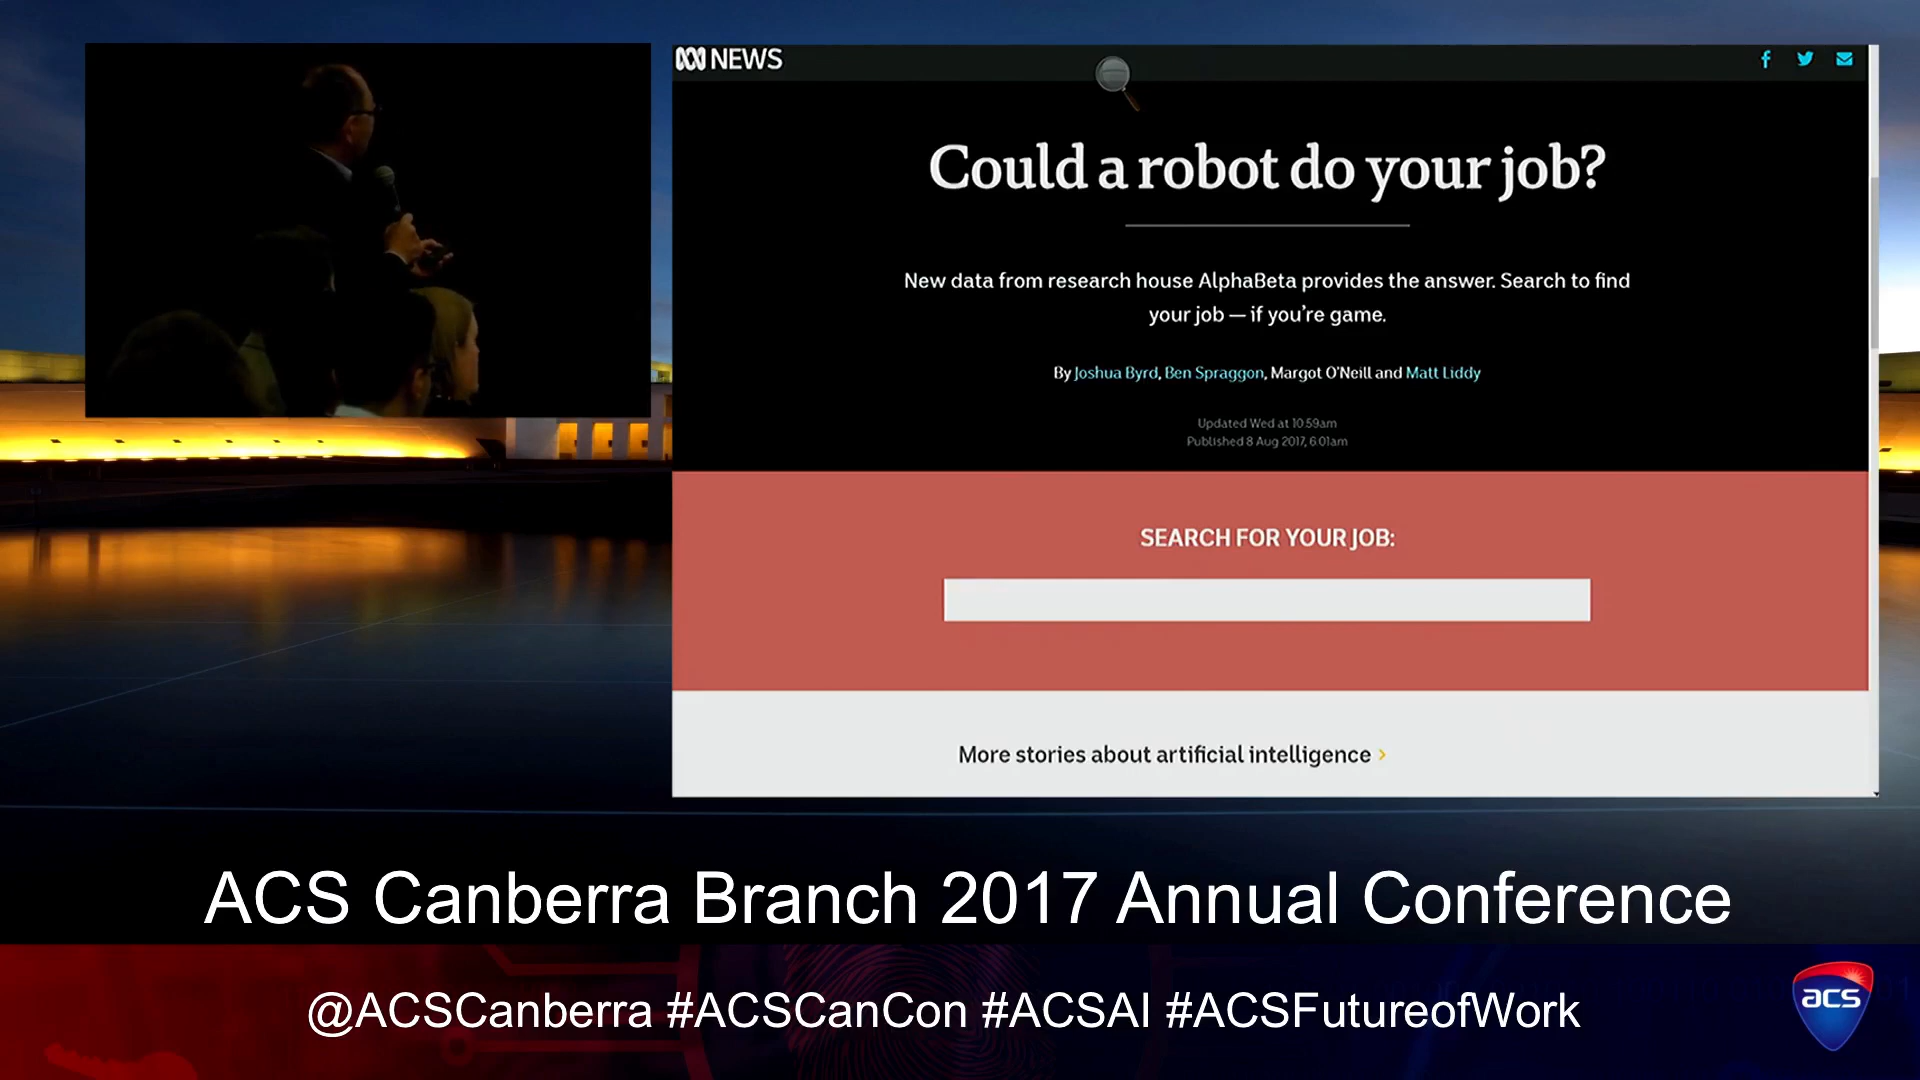 NEWS
Could a robot do your job?
New data from research house AlphaBeta provides the answer. Search to find
your job — if you're game.
By Joshua Byrd, Ben Spraggon, Margot O'Neill and Matt Liddy
Updated Wed at 10:59am
Published 8 Aug 2017, 6:01am
SEARCH FOR YOUR JOB:
More stories about artificial intelligence
ACS Canberra Branch 2017 Annual Conference
@ACSCanberra #ACSCanCon #ACSAI #ACSFutureofWork
acs